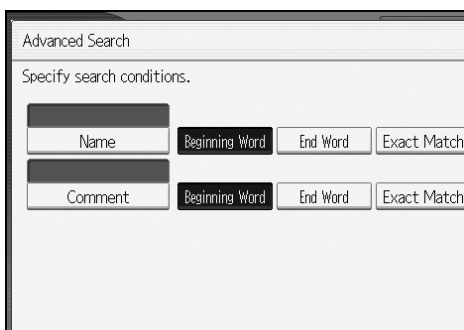 Advanced Search
Specify search conditions.
Name Beginning Word End Word Exact Match
Comment Beginning Word End Word Exact Match